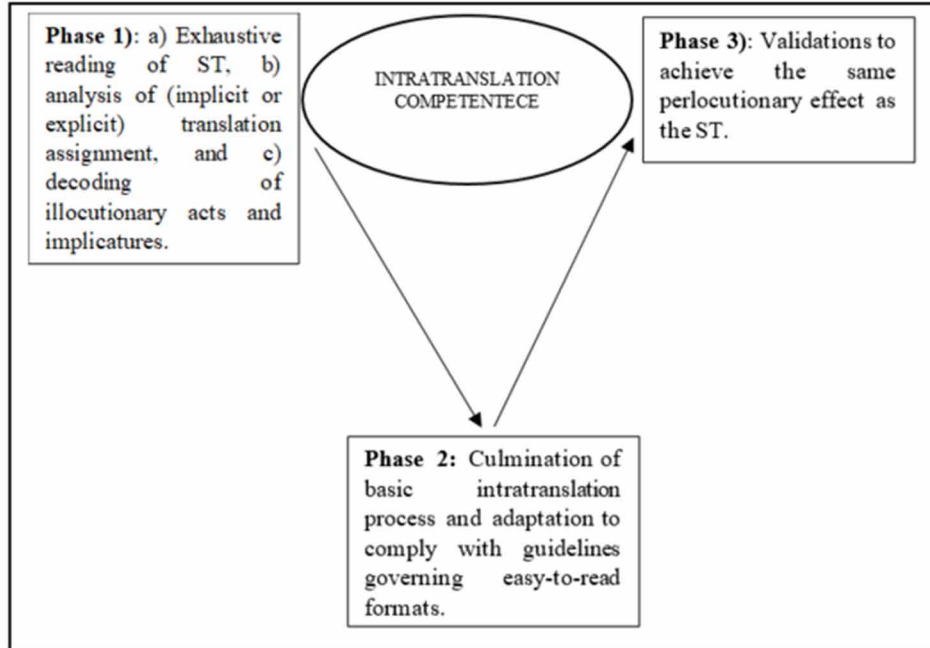 Phase 1): a) Exhaustive
reading of ST, b)
analysis of (implicit or
explicit) translation
assignment, and c)
decoding of
illocutionary acts and
implicatures.
INTRATRANSLATION
COMPETENTECE
Phase 3): Validations to
achieve the same
perlocutionary effect as
the ST.
Phase 2: Culmination of
basic intratranslation
process and adaptation to
comply with guidelines
governing easy-to-read
formats.